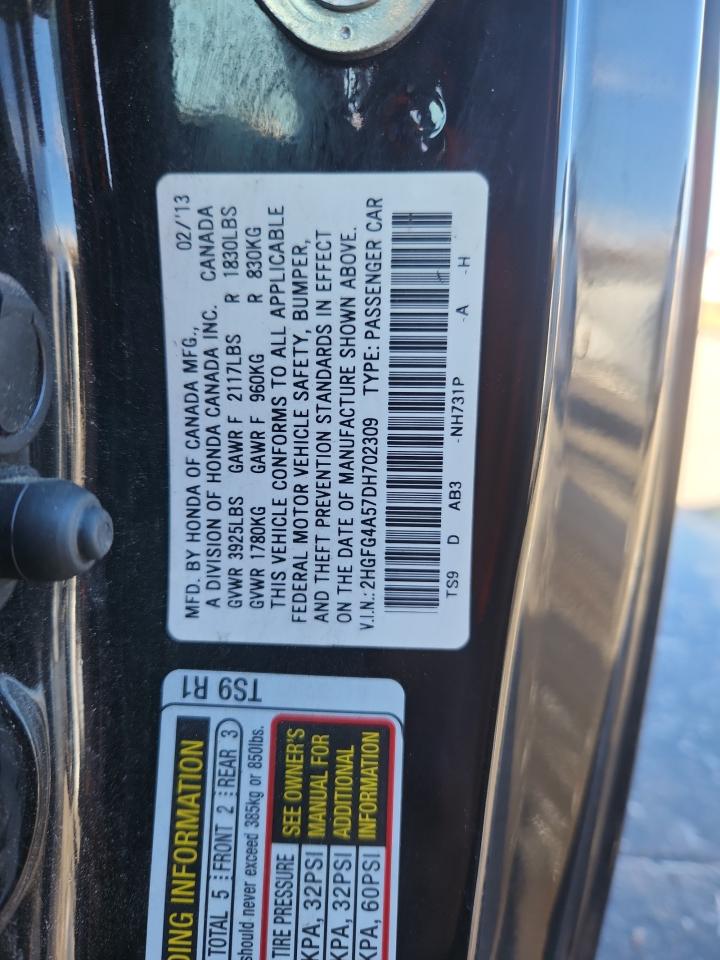 MFD. BY HONDA OF CANADA MFG., 02/'13
A DIVISION OF HONDA CANADA INC. CANADA
GVWR 3925LBS GAWR F 2117LBS R 1830LBS
GVWR 1780KG GAWR F 960KG R 830KG
THIS VEHICLE CONFORMS TO ALL APPLICABLE
FEDERAL MOTOR VEHICLE SAFETY, BUMPER,
AND THEFT PREVENTION STANDARDS IN EFFECT
ON THE DATE OF MANUFACTURE SHOWN ABOVE.
V.I.N.: 2HGFG4A57DH702309 TYPE: PASSENGER CAR
TS9 D AB3 -NH731P -A -H
TS9 R1
INFORMATION
TOTAL 5 FRONT 2 REAR 3
should never exceed 385kg or 850lbs.
TIRE PRESSURE
KPA, 32PSI
KPA, 32PSI
KPA, 60PSI
SEE OWNER'S
MANUAL FOR
ADDITIONAL
INFORMATION